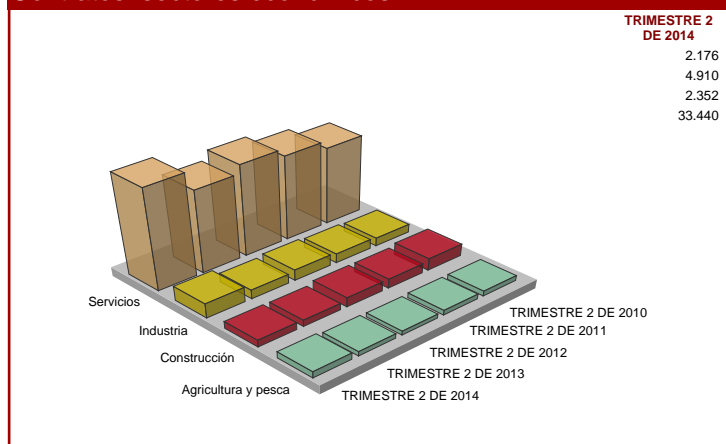 TRIMESTRE 2
DE 2014
2.176
4.910
2.352
33.440
Servicios
Industria
Construcción
Agricultura y pesca
TRIMESTRE 2 DE 2010
TRIMESTRE 2 DE 2011
TRIMESTRE 2 DE 2012
TRIMESTRE 2 DE 2013
TRIMESTRE 2 DE 2014